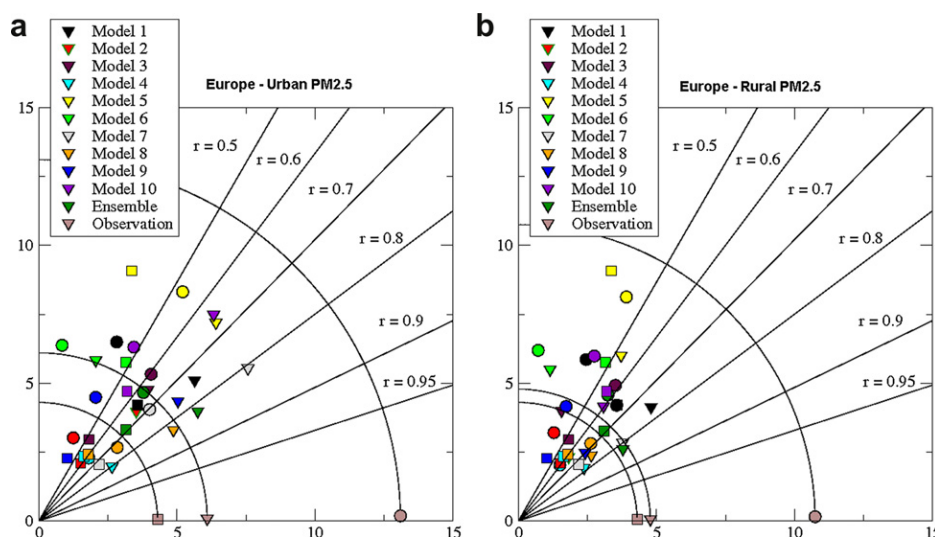 a
Model 1
Model 2
Model 3
Model 4
Model 5
Model 6
Model 7
Model 8
Model 9
Model 10
Ensemble
Observation
Europe - Urban PM2.5
15
10
5
0
0
5
10
15
r = 0.5
r = 0.6
r = 0.7
r = 0.8
r = 0.9
r = 0.95
b
Model 1
Model 2
Model 3
Model 4
Model 5
Model 6
Model 7
Model 8
Model 9
Model 10
Ensemble
Observation
Europe - Rural PM2.5
15
10
5
0
0
5
10
15
r = 0.5
r = 0.6
r = 0.7
r = 0.8
r = 0.9
r = 0.95